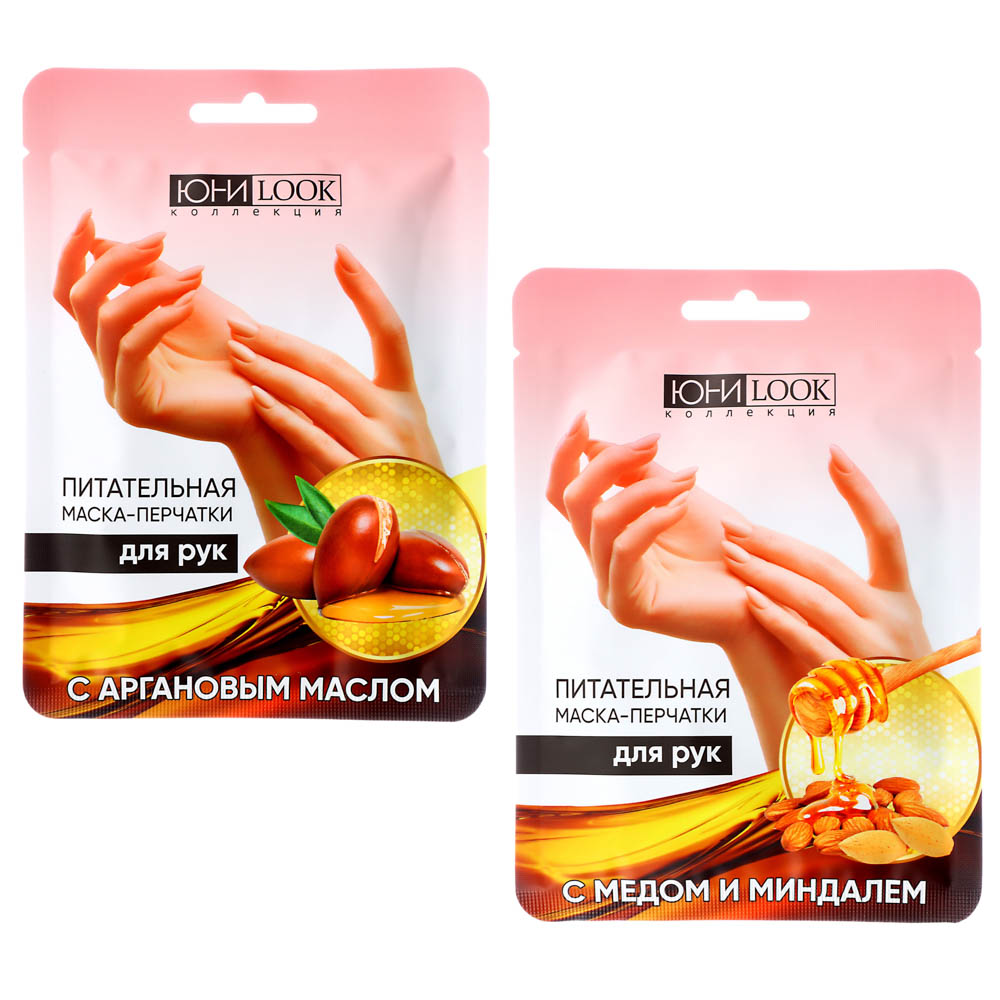 ЮНИ LOOK
коллекция
ПИТАТЕЛЬНАЯ
МАСКА-ПЕРЧАТКИ
для рук
С АРГАНОВЫМ МАСЛОМ
ЮНИ LOOK
коллекция
ПИТАТЕЛЬНАЯ
МАСКА-ПЕРЧАТКИ
для рук
С МЕДОМ И МИНДАЛЕМ